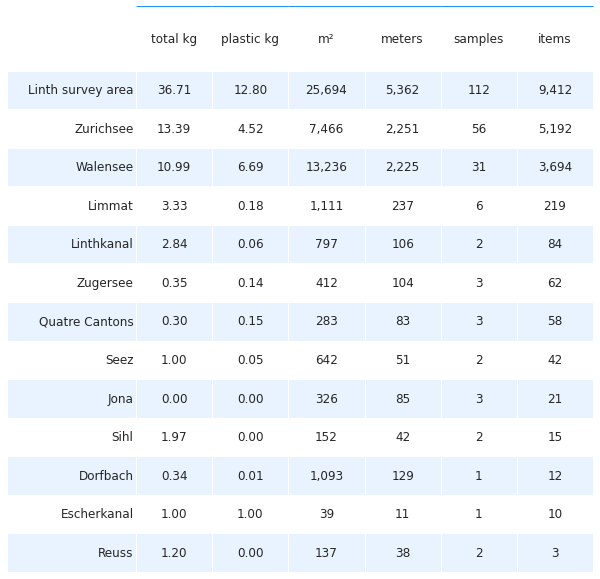 total kg plastic kg m² meters samples items
Linth survey area 36.71 12.80 25,694 5,362 112 9,412
Zurichsee 13.39 4.52 7,466 2,251 56 5,192
Walensee 10.99 6.69 13,236 2,225 31 3,694
Limmat 3.33 0.18 1,111 237 6 219
Linthkanal 2.84 0.06 797 106 2 84
Zugersee 0.35 0.14 412 104 3 62
Quatre Cantons 0.30 0.15 283 83 3 58
Seez 1.00 0.05 642 51 2 42
Jona 0.00 0.00 326 85 3 21
Sihl 1.97 0.00 152 42 2 15
Dorfbach 0.34 0.01 1,093 129 1 12
Escherkanal 1.00 1.00 39 11 1 10
Reuss 1.20 0.00 137 38 2 3